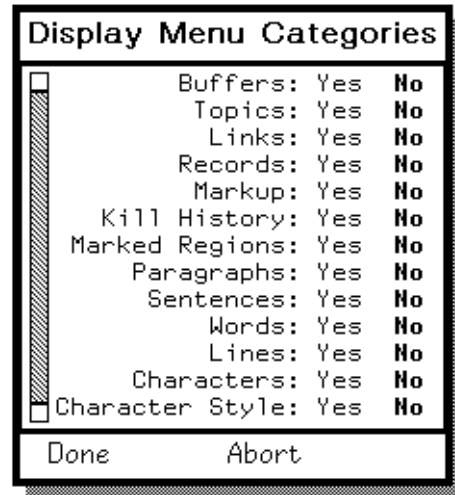 Display Menu Categories
Buffers: Yes No
Topics: Yes No
Links: Yes No
Records: Yes No
Markup: Yes No
Kill History: Yes No
Marked Regions: Yes No
Paragraphs: Yes No
Sentences: Yes No
Words: Yes No
Lines: Yes No
Characters: Yes No
Character Style: Yes No
Done Abort